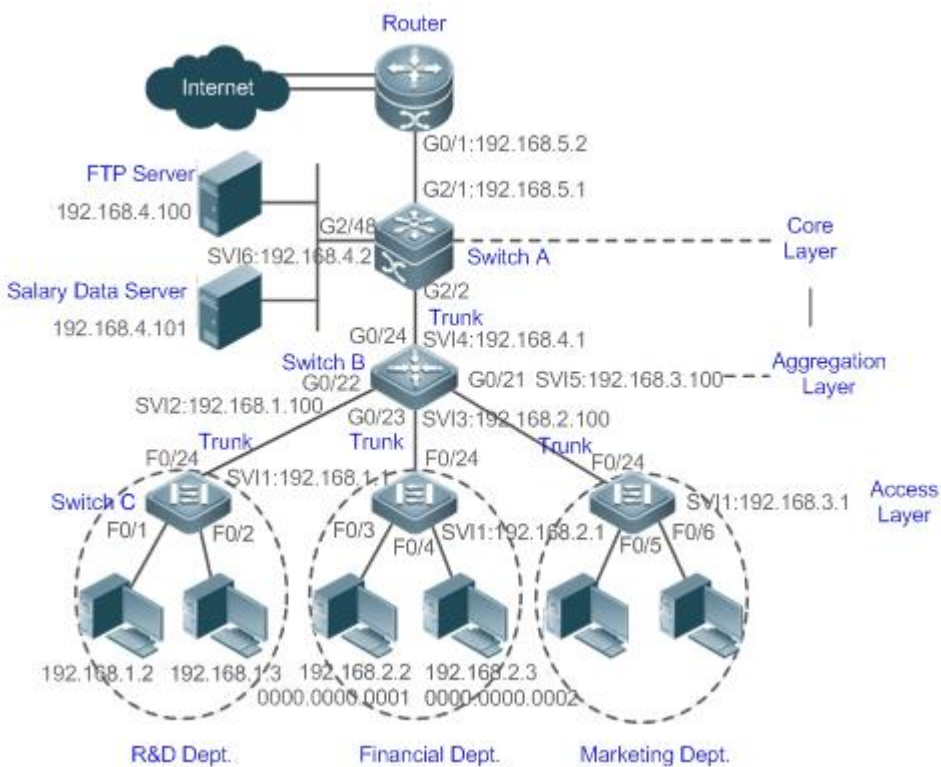 Router
Internet
G0/1:192.168.5.2
FTP Server
192.168.4.100
G2/1:192.168.5.1
G2/48
SVI6:192.168.4.2
Switch A
Core
Layer
Salary Data Server
192.168.4.101
G2/2
Trunk
G0/24
SVI4:192.168.4.1
Switch B
G0/22
G0/21
SVI5:192.168.3.100
Aggregation
Layer
SVI2:192.168.1.100
G0/23
SVI3:192.168.2.100
Trunk
Trunk
Trunk
F0/24
F0/24
F0/24
SVI1:192.168.1.1
Switch C
SVI1:192.168.3.1
Access
Layer
F0/1
F0/2
F0/3
F0/4
SVI1:192.168.2.1
F0/5
F0/6
192.168.1.2
192.168.1.3
192.168.2.2
192.168.2.3
0000.0000.0001
0000.0000.0002
R&D Dept.
Financial Dept.
Marketing Dept.